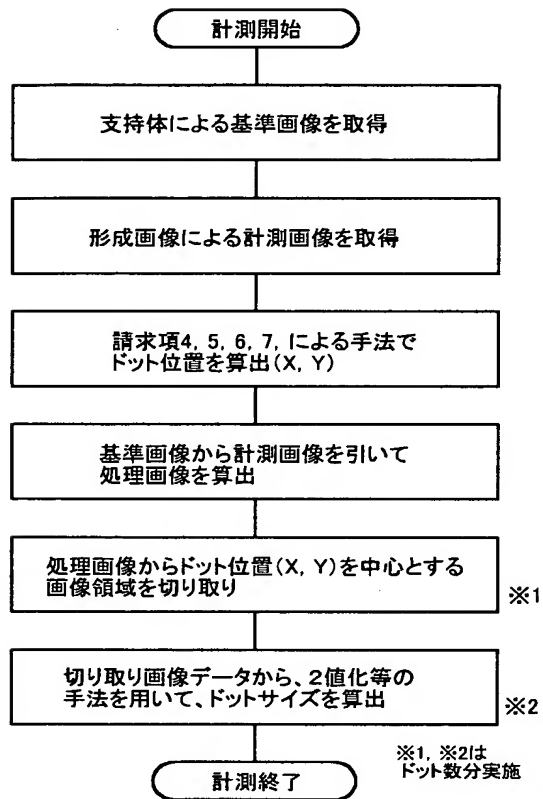 計測開始
支持体による基準画像を取得
形成画像による計測画像を取得
請求項4, 5, 6, 7, による手法で
ドット位置を算出(X, Y)
基準画像から計測画像を引いて
処理画像を算出
処理画像からドット位置(X, Y)を中心とする
画像領域を切り取り
※1
切り取り画像データから、2値化等の
手法を用いて、ドットサイズを算出
※2
計測終了
※1, ※2は
ドット数分実施